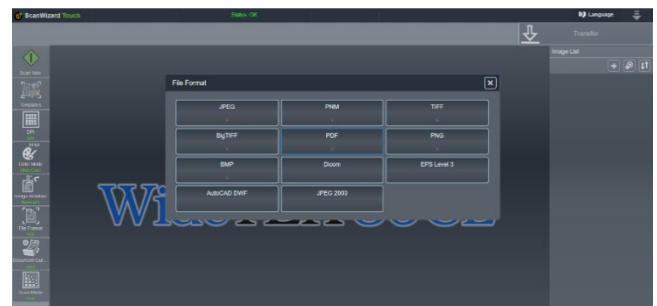 ScanWizard Touch
Status: OK
Language
Transfer
Image List
Scan Now
Templates
DPI
Color Mode
File Format
Scan Mode
File Format
JPEG
PNM
TIFF
BigTIFF
PDF
PNG
BMP
Dicom
EPS Level 3
AutoCAD DWF
JPEG 2000